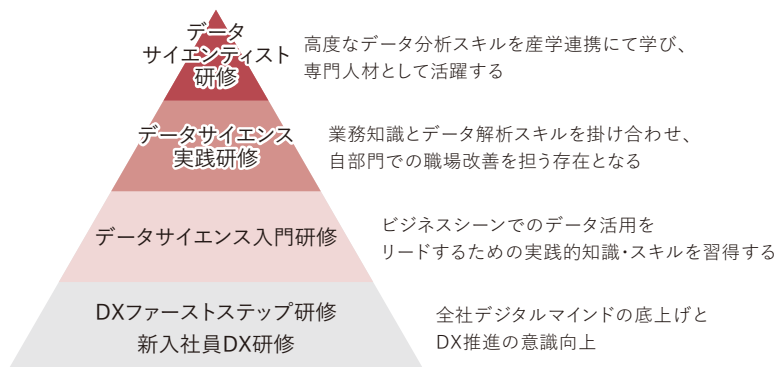 データ
サイエンティスト
研修
高度なデータ分析スキルを産学連携にて学び、
専門人材として活躍する
データサイエンス
実践研修
業務知識とデータ解析スキルを掛け合わせ、
自部門での職場改善を担う存在となる
データサイエンス入門研修
ビジネスシーンでのデータ活用を
リードするための実践的知識・スキルを習得する
DXファーストステップ研修
新入社員DX研修
全社デジタルマインドの底上げと
DX推進の意識向上